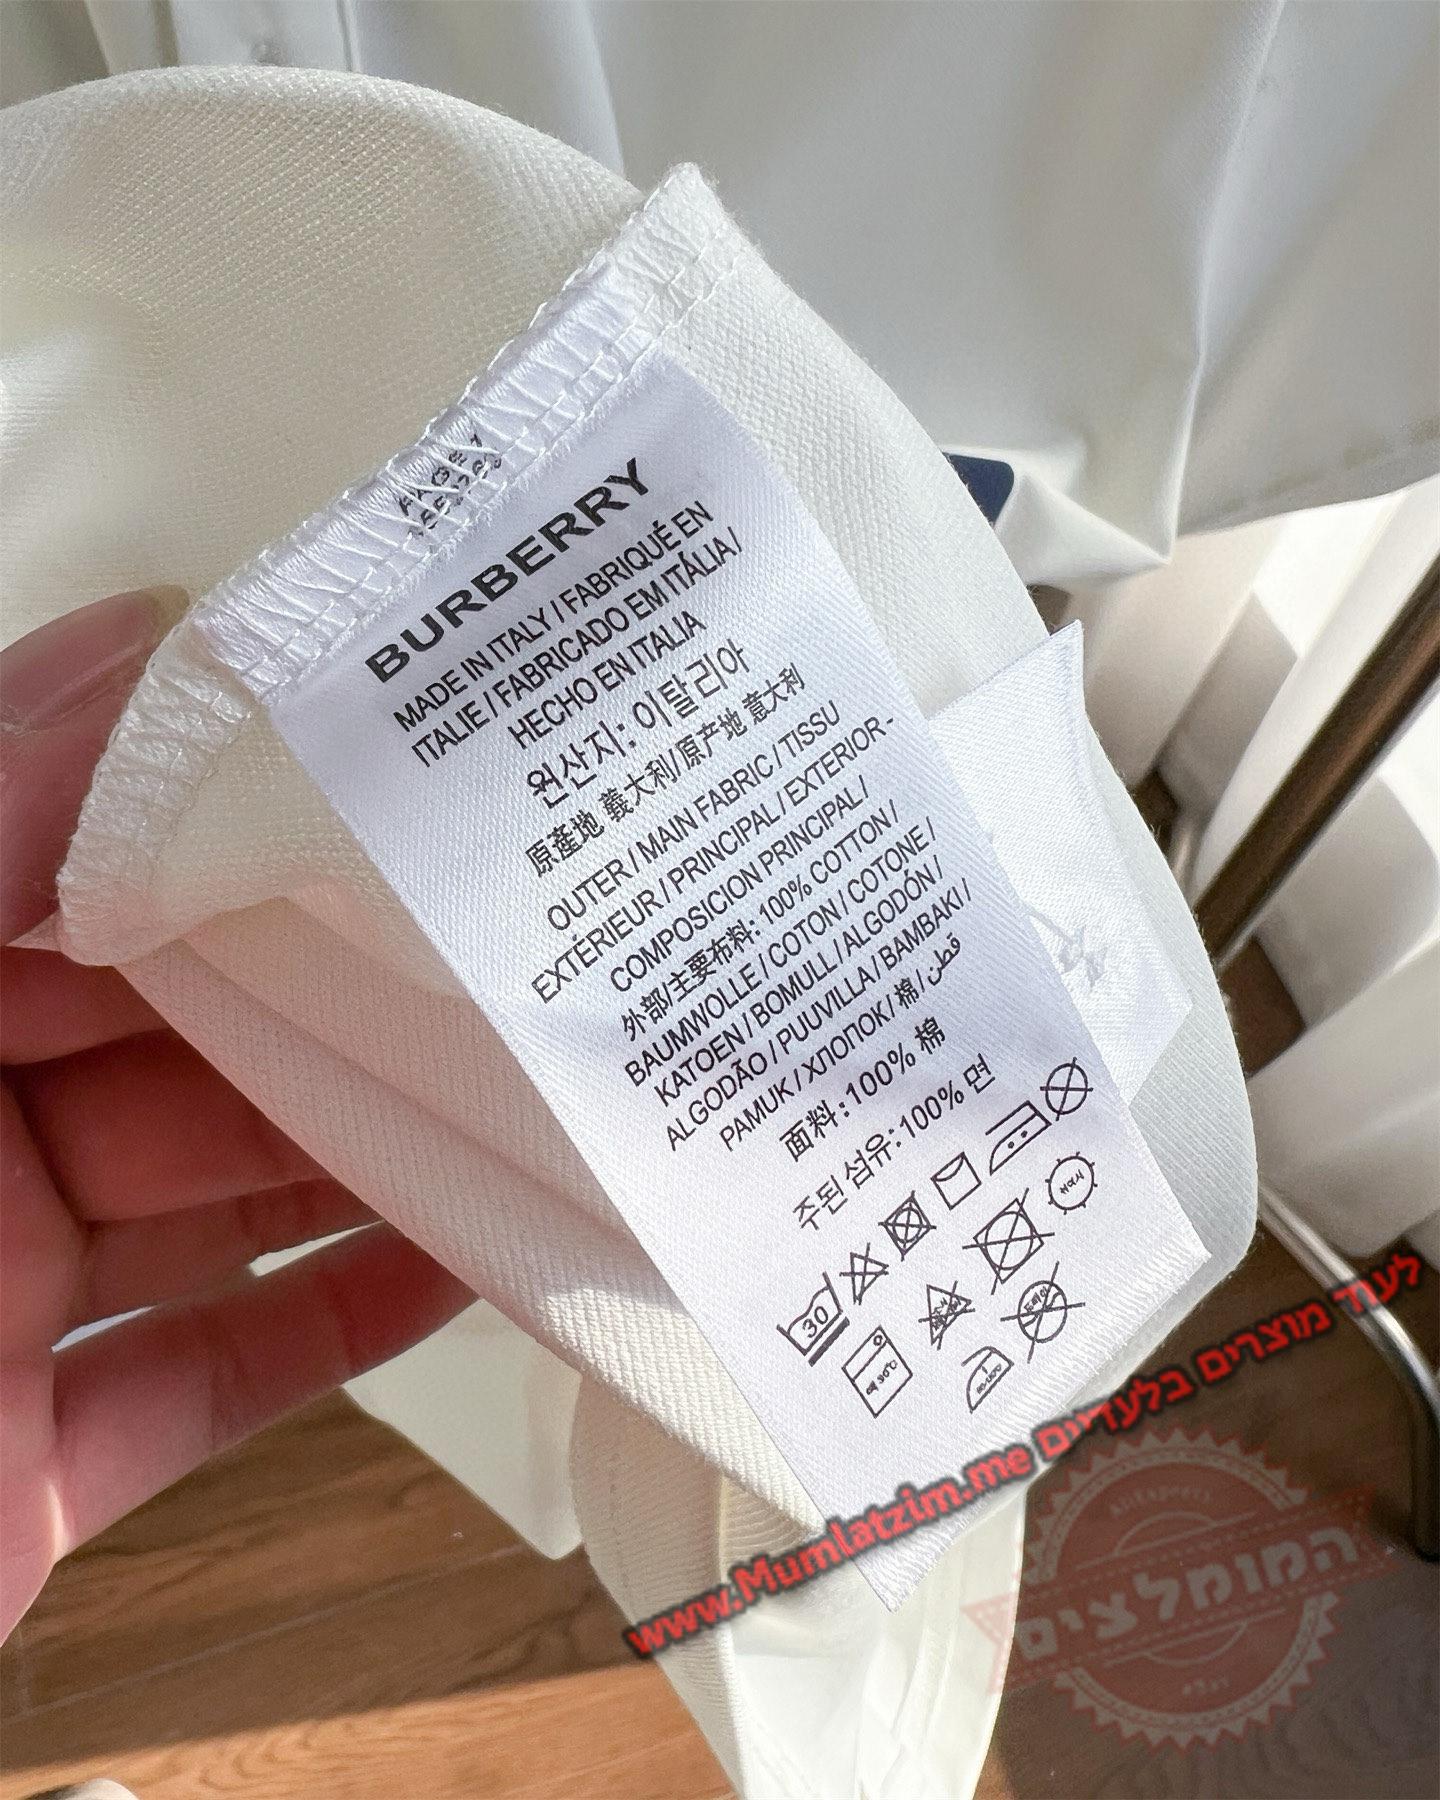 BURBERRY
MADE IN ITALY / FABRIQUÉ EN
ITALIE / FABRICADO EM ITÁLIA /
HECHO EN ITALIA
원산지: 이탈리아
原產地 義大利/ 原产地 意大利
OUTER / MAIN FABRIC / TISSU
EXTÉRIEUR / PRINCIPAL / EXTERIOR -
COMPOSICION PRINCIPAL /
外部/主要布料: 100% COTTON /
BAUMWOLLE / COTON / COTONE /
KATOEN / BOMULL / ALGODÓN /
ALGODÃO / PUUVILLA / BAMBAKI /
PAMUK / ХЛОПОК / 棉 / قطن
面料 : 100% 棉
주된 섬유: 100% 면
30
www.Mumlatzim.me לעוד מוצרים בלעדיים
המומלצים